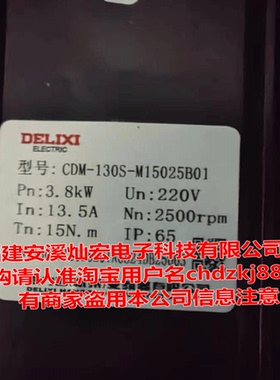 DELIXI
ELECTRIC
型号: CDM-130S-M15025B01
Pn:3.8kW Un:220V
In:13.5A Nn:2500rpm
Tn:15N.m IP:65
建安溪灿宏电子科技有限公司
购请认准淘宝用户名chdzkj88
有商家盗用本公司信息注意